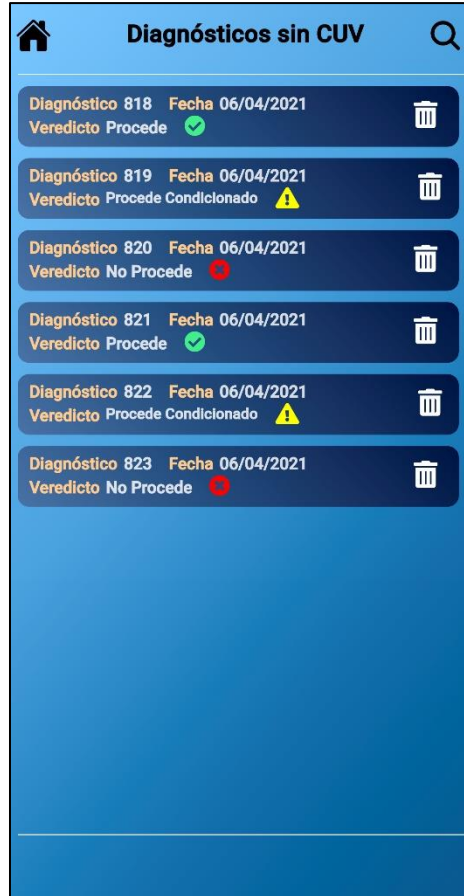 Diagnósticos sin CUV
Diagnóstico 818 Fecha 06/04/2021
Veredicto Procede
Diagnóstico 819 Fecha 06/04/2021
Veredicto Procede Condicionado
Diagnóstico 820 Fecha 06/04/2021
Veredicto No Procede
Diagnóstico 821 Fecha 06/04/2021
Veredicto Procede
Diagnóstico 822 Fecha 06/04/2021
Veredicto Procede Condicionado
Diagnóstico 823 Fecha 06/04/2021
Veredicto No Procede